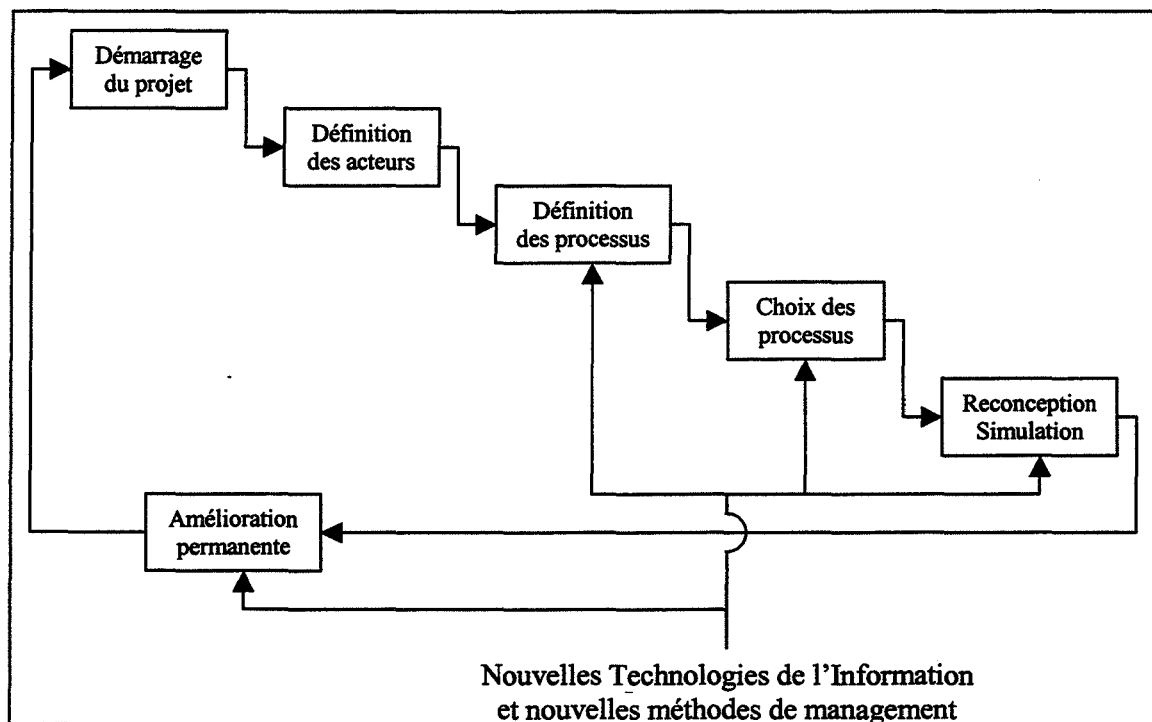 Démarrage
du projet
Définition
des acteurs
Définition
des processus
Choix des
processus
Reconception
Simulation
Amélioration
permanente
Nouvelles Technologies de l'Information
et nouvelles méthodes de management